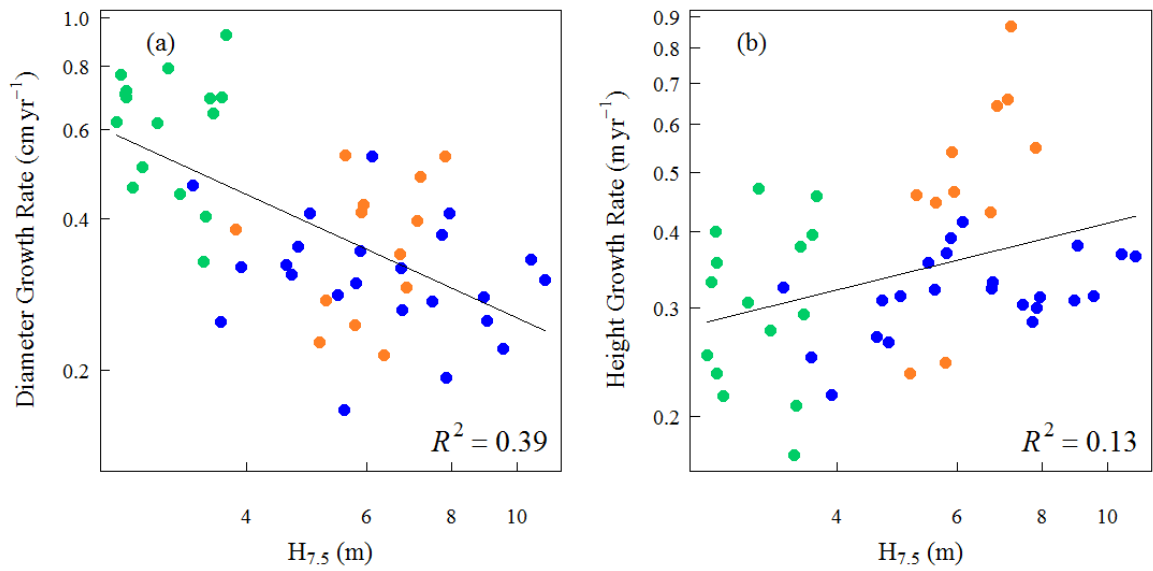 (a)
Diameter Growth Rate (cm yr⁻¹)
1.0
0.8
0.6
0.4
0.2
R² = 0.39
4 6 8 10
H₇.₅ (m)
(b)
Height Growth Rate (m yr⁻¹)
0.9
0.8
0.7
0.6
0.5
0.4
0.3
0.2
R² = 0.13
4 6 8 10
H₇.₅ (m)